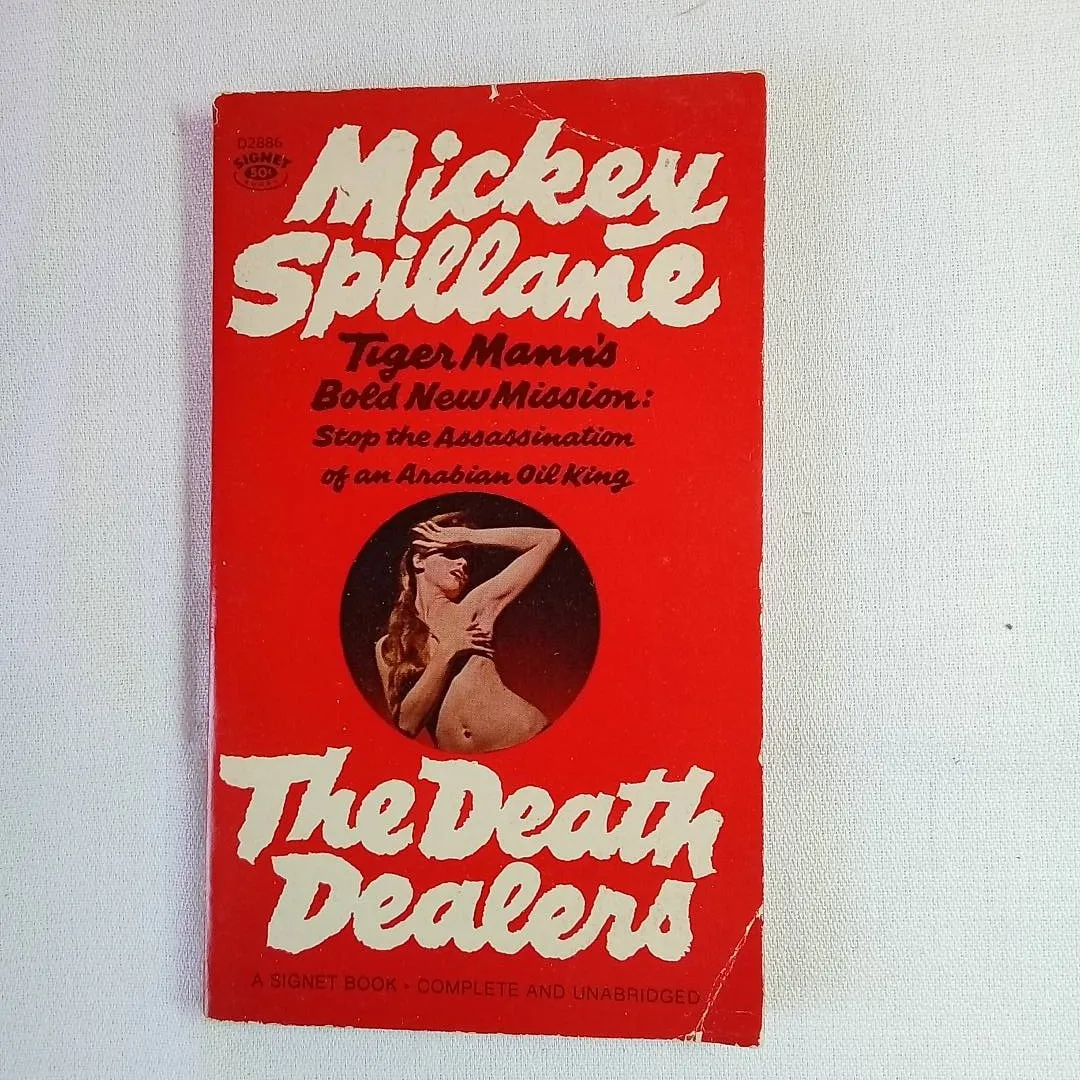 D2886
SIGNET
50¢
BOOKS
Mickey
Spillane
Tiger Mann's
Bold New Mission:
Stop the Assassination
of an Arabian Oil King
The Death
Dealers
A SIGNET BOOK • COMPLETE AND UNABRIDGED